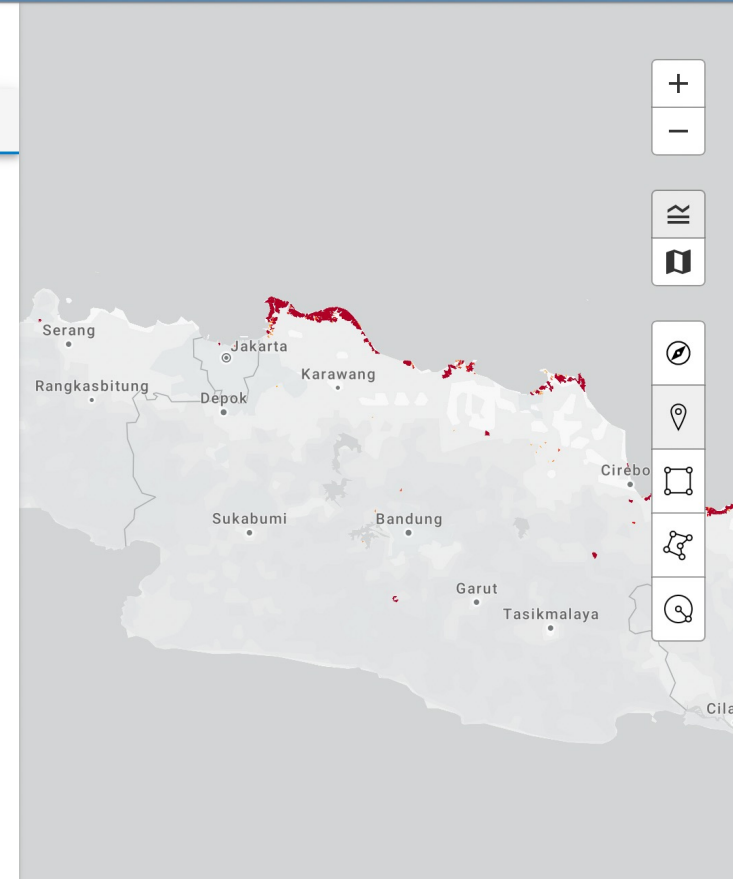 Serang
Jakarta
Rangkasbitung
Karawang
Depok
Cirebo
Sukabumi
Bandung
Garut
Tasikmalaya
Cila